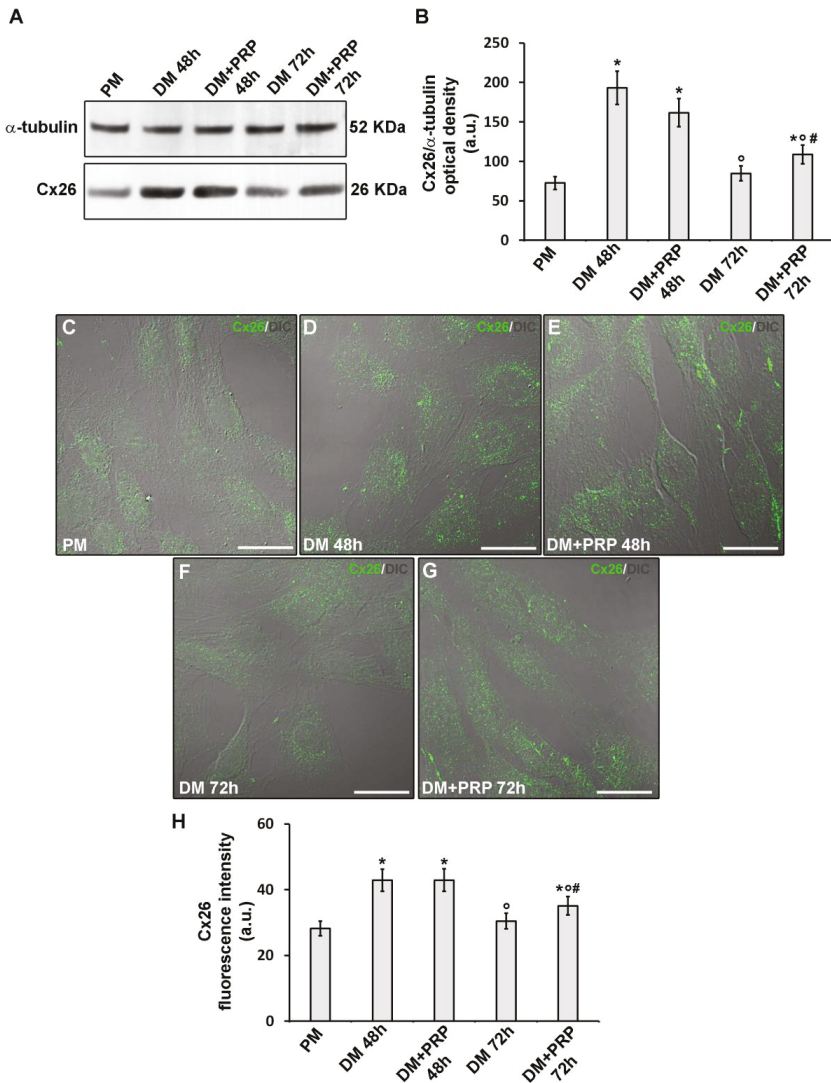 A
PM
DM 48h
DM+PRP 48h
DM 72h
DM+PRP 72h
α-tubulin
52 KDa
Cx26
26 KDa
B
Cx26/α-tubulin
optical density
(a.u.)
250
200
150
100
50
0
*
*
°
*°#
PM
DM 48h
DM+PRP
48h
DM 72h
DM+PRP
72h
C
Cx26/DIC
PM
D
Cx26/DIC
DM 48h
E
Cx26/DIC
DM+PRP 48h
F
Cx26/DIC
DM 72h
G
Cx26/DIC
DM+PRP 72h
H
Cx26
fluorescence intensity
(a.u.)
60
40
20
0
*
*
°
*°#
PM
DM 48h
DM+PRP
48h
DM 72h
DM+PRP
72h